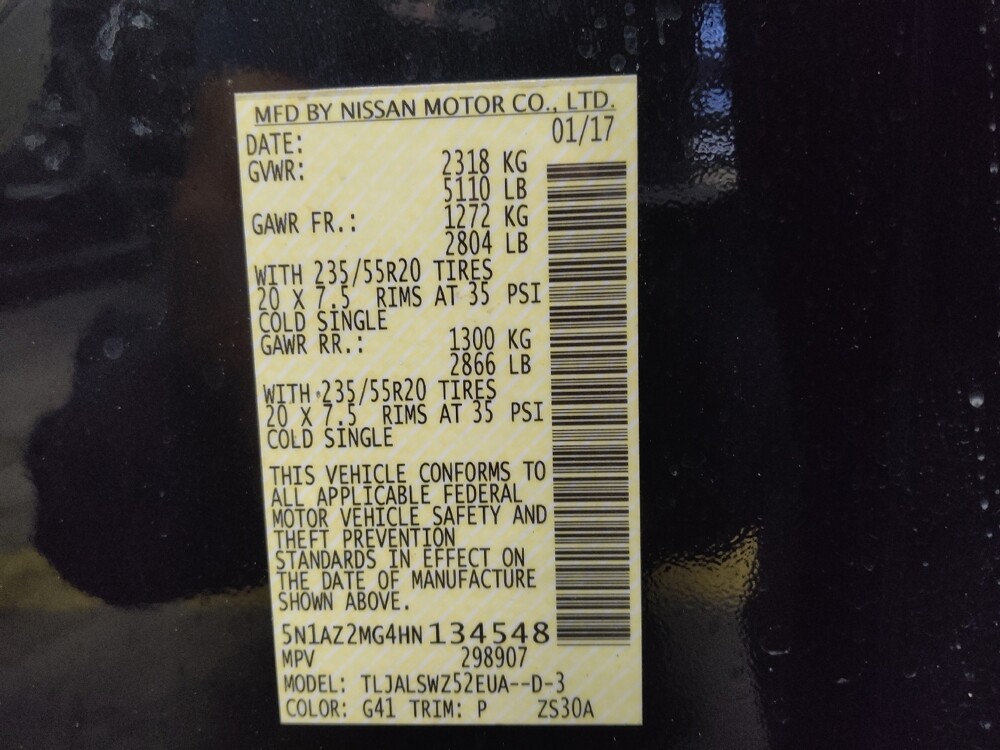 MFD BY NISSAN MOTOR CO., LTD.
DATE: 01/17
GVWR: 2318 KG
5110 LB
GAWR FR.: 1272 KG
2804 LB
WITH 235/55R20 TIRES
20 X 7.5 RIMS AT 35 PSI
COLD SINGLE
GAWR RR.: 1300 KG
2866 LB
WITH 235/55R20 TIRES
20 X 7.5 RIMS AT 35 PSI
COLD SINGLE
THIS VEHICLE CONFORMS TO
ALL APPLICABLE FEDERAL
MOTOR VEHICLE SAFETY AND
THEFT PREVENTION
STANDARDS IN EFFECT ON
THE DATE OF MANUFACTURE
SHOWN ABOVE.
5N1AZ2MG4HN134548
MPV 298907
MODEL: TLJALSWZ52EUA--D-3
COLOR: G41 TRIM: P ZS30A